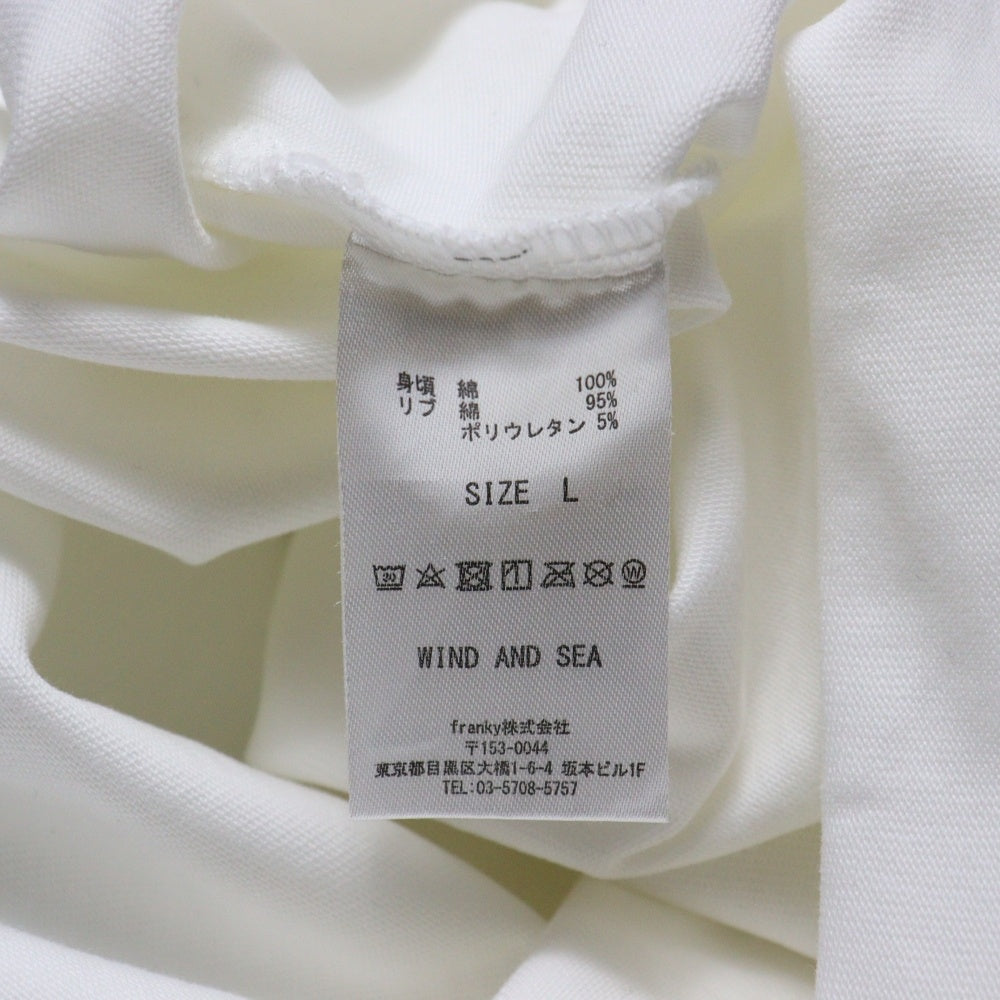 身頃 綿 100%
リブ 綿 95%
ポリウレタン 5%
SIZE L
30 W
WIND AND SEA
franky株式会社
〒153-0044
東京都目黒区大橋1-6-4 坂本ビル1F
TEL:03-5708-5757